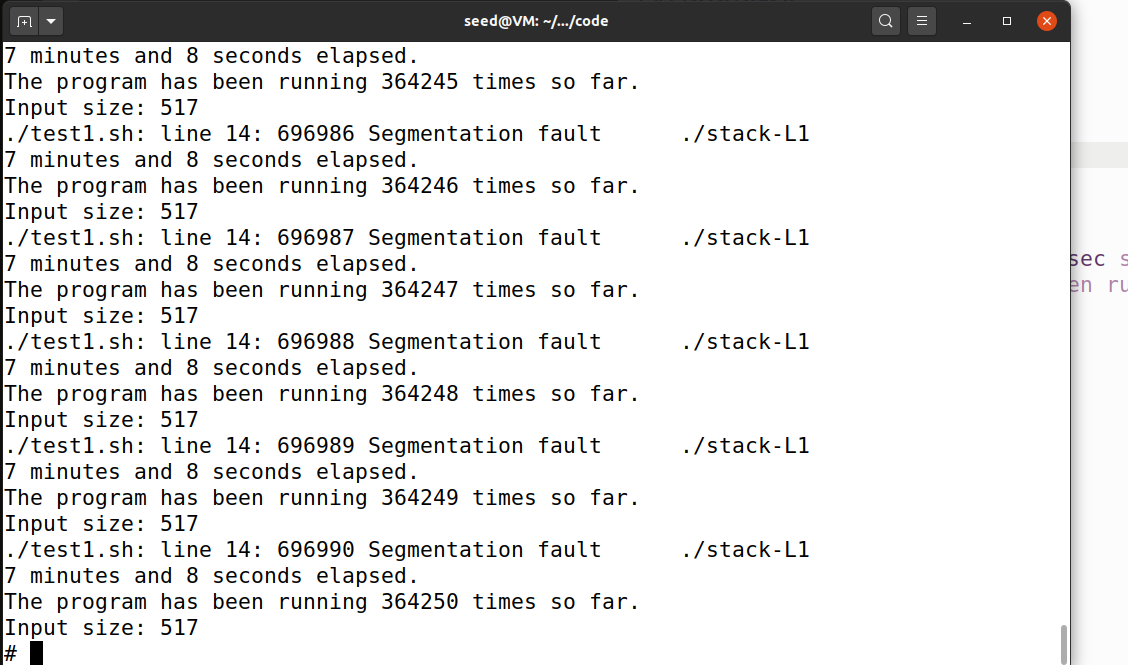 seed@VM: ~/.../code
7 minutes and 8 seconds elapsed.
The program has been running 364245 times so far.
Input size: 517
./test1.sh: line 14: 696986 Segmentation fault      ./stack-L1
7 minutes and 8 seconds elapsed.
The program has been running 364246 times so far.
Input size: 517
./test1.sh: line 14: 696987 Segmentation fault      ./stack-L1
7 minutes and 8 seconds elapsed.
The program has been running 364247 times so far.
Input size: 517
./test1.sh: line 14: 696988 Segmentation fault      ./stack-L1
7 minutes and 8 seconds elapsed.
The program has been running 364248 times so far.
Input size: 517
./test1.sh: line 14: 696989 Segmentation fault      ./stack-L1
7 minutes and 8 seconds elapsed.
The program has been running 364249 times so far.
Input size: 517
./test1.sh: line 14: 696990 Segmentation fault      ./stack-L1
7 minutes and 8 seconds elapsed.
The program has been running 364250 times so far.
Input size: 517
#
sec s
en ru